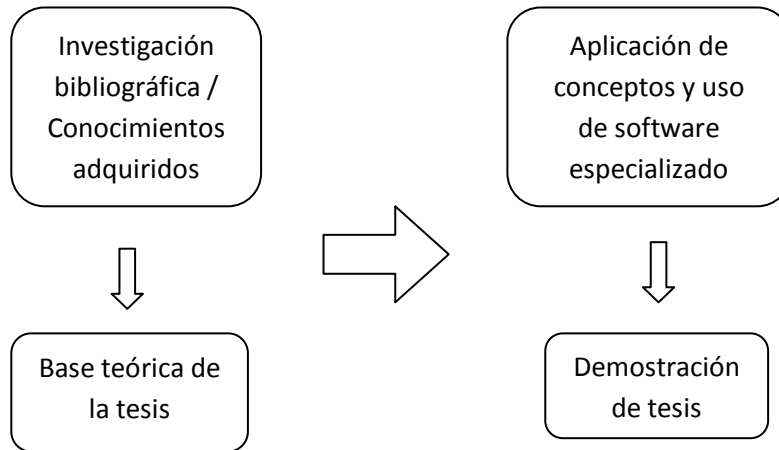 Investigación
bibliográfica /
Conocimientos
adquiridos
Base teórica de
la tesis
Aplicación de
conceptos y uso
de software
especializado
Demostración
de tesis